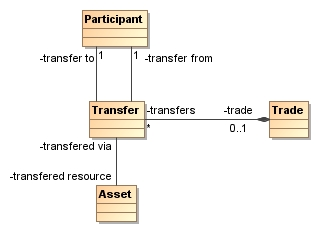 Participant
-transfer to 1 1 -transfer from
Transfer -transfers -trade Trade
* 0..1
-transfered via
-transfered resource
Asset